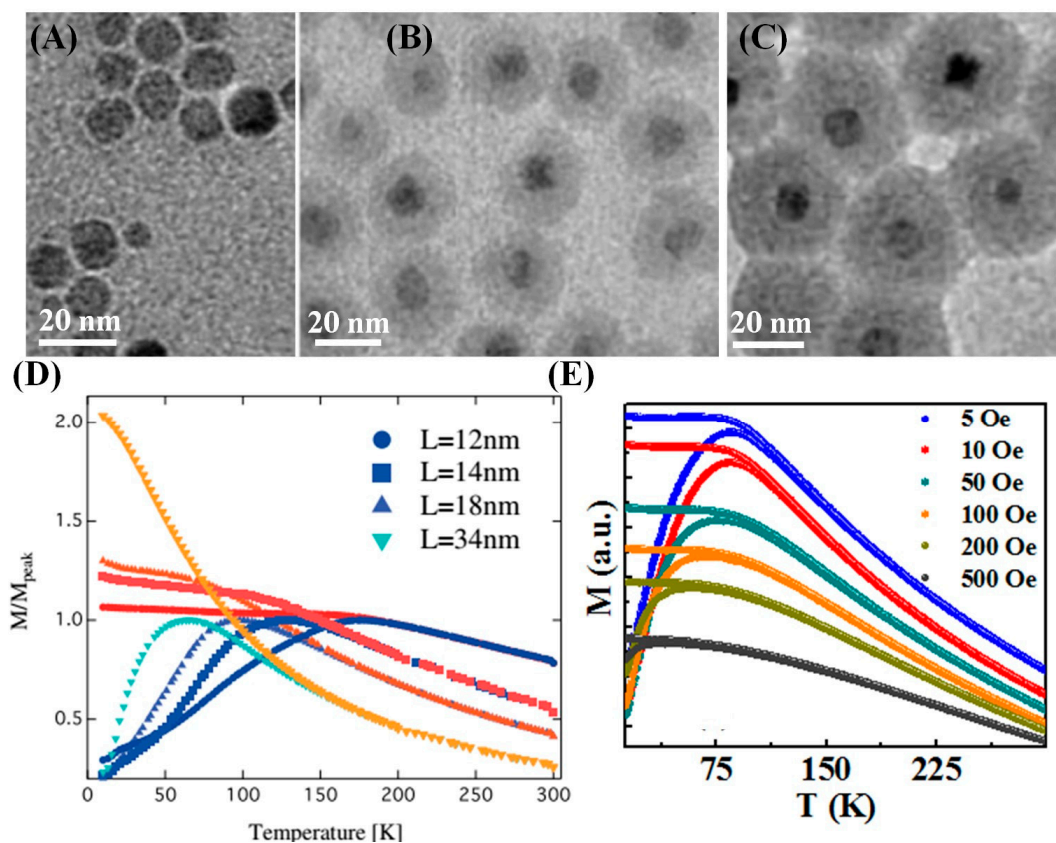 (A)
(B)
(C)
20 nm
20 nm
20 nm
(D)
(E)
2.0
1.5
1.0
0.5
M/Mpeak
L=12nm
L=14nm
L=18nm
L=34nm
0 50 100 150 200 250 300
Temperature [K]
M (a.u.)
5 Oe
10 Oe
50 Oe
100 Oe
200 Oe
500 Oe
75 150 225
T (K)